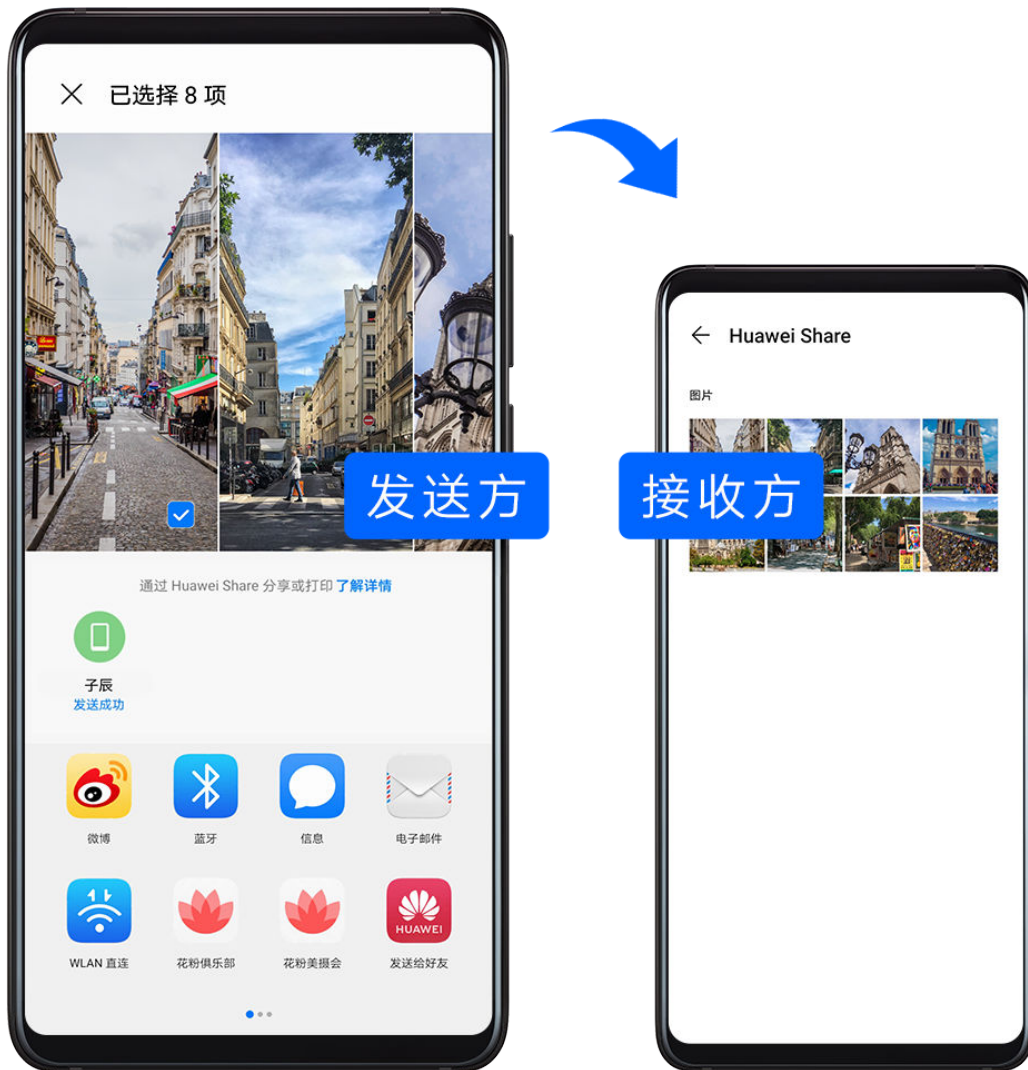 已选择 8 项
发送方
通过 Huawei Share 分享或打印 了解详情
子辰
发送成功
微博
蓝牙
信息
电子邮件
HUAWEI
WLAN 直连
花粉俱乐部
花粉美摄会
发送给好友
Huawei Share
图片
接收方